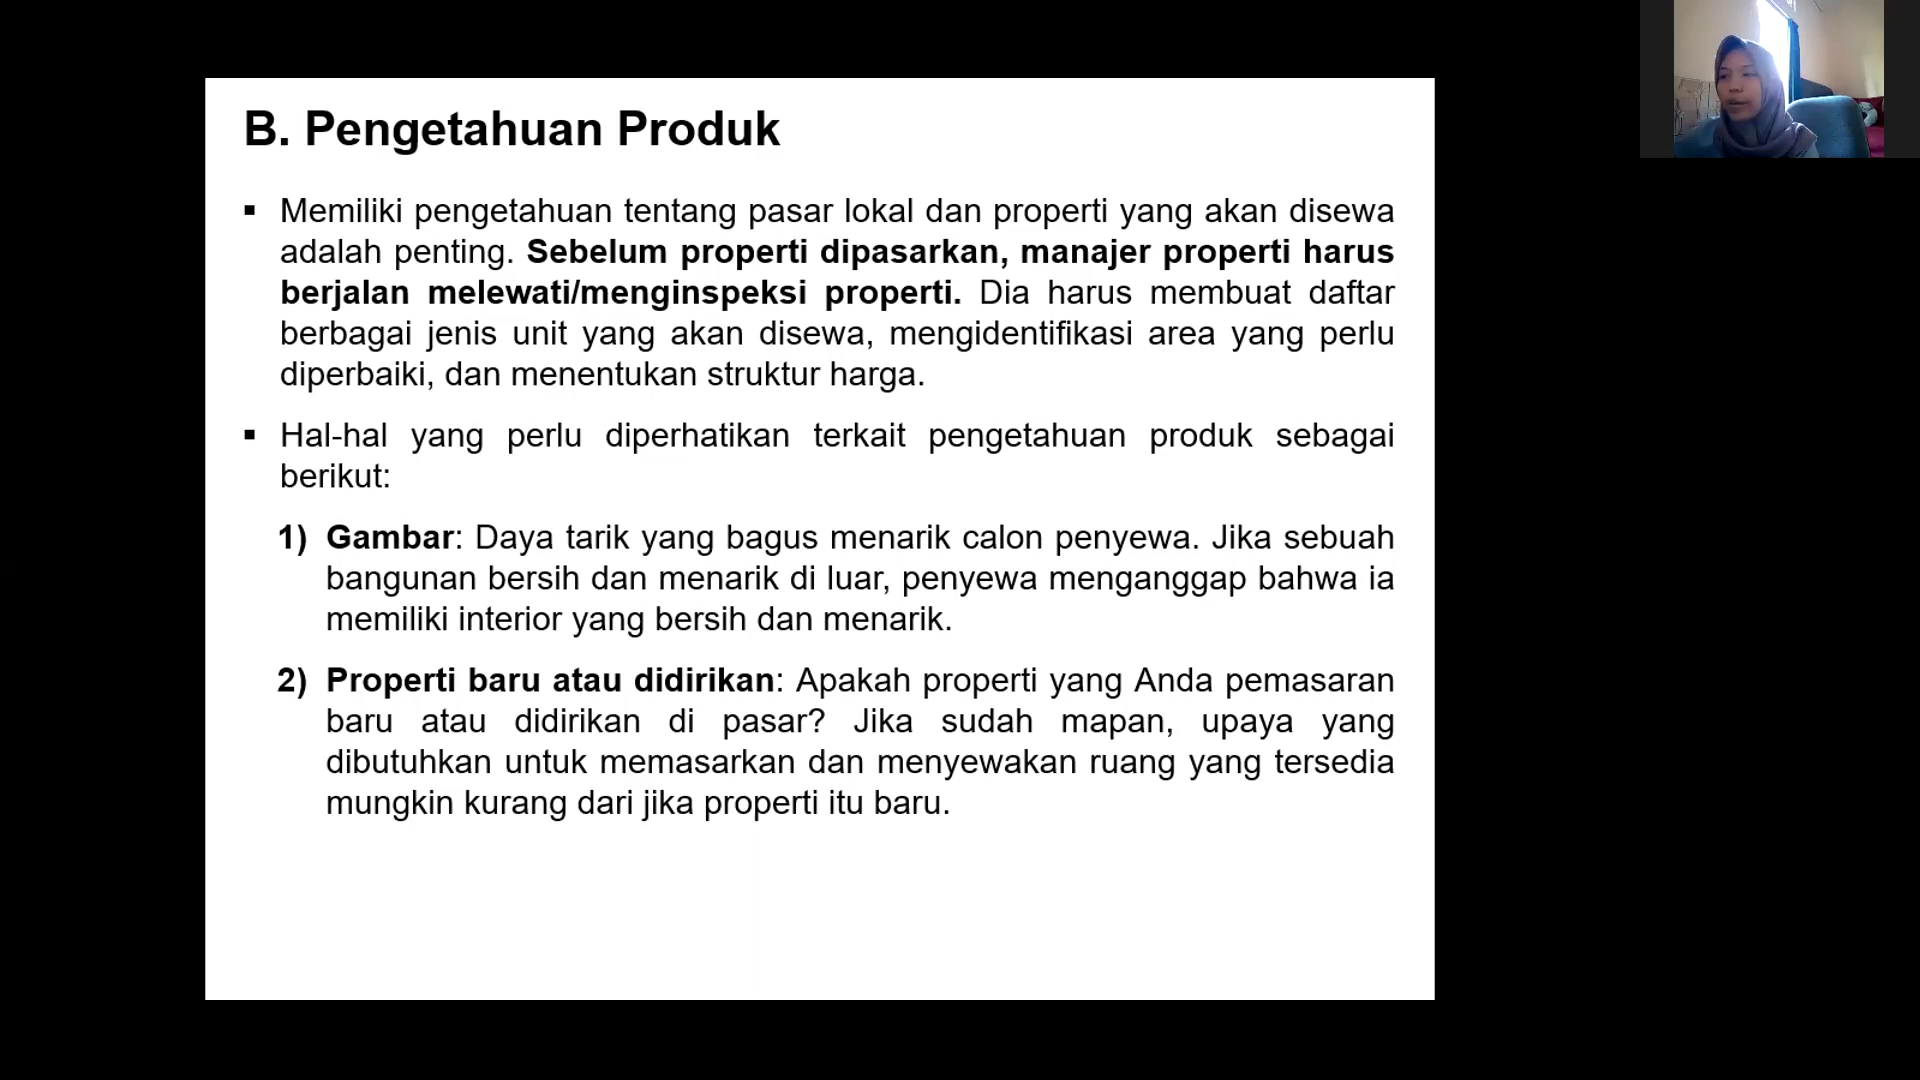 B. Pengetahuan Produk
▪ Memiliki pengetahuan tentang pasar lokal dan properti yang akan disewa
adalah penting. Sebelum properti dipasarkan, manajer properti harus
berjalan melewati/menginspeksi properti. Dia harus membuat daftar
berbagai jenis unit yang akan disewa, mengidentifikasi area yang perlu
diperbaiki, dan menentukan struktur harga.
▪ Hal-hal yang perlu diperhatikan terkait pengetahuan produk sebagai
berikut:
1) Gambar: Daya tarik yang bagus menarik calon penyewa. Jika sebuah
bangunan bersih dan menarik di luar, penyewa menganggap bahwa ia
memiliki interior yang bersih dan menarik.
2) Properti baru atau didirikan: Apakah properti yang Anda pemasaran
baru atau didirikan di pasar? Jika sudah mapan, upaya yang
dibutuhkan untuk memasarkan dan menyewakan ruang yang tersedia
mungkin kurang dari jika properti itu baru.